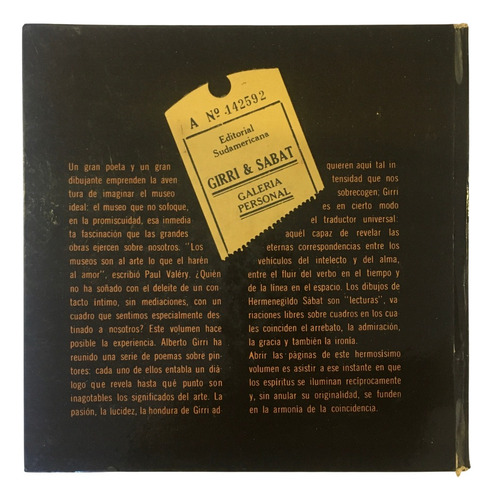 A Nº 142592
Editorial
Sudamericana
GIRRI & SABAT
GALERIA
PERSONAL
Un gran pòeta y un gran
dibujante emprenden la aven
tura de imaginar el museo
ideal: el museo que no sofoque,
en la promiscuidad, esa inmedia
ta fascinación que las grandes
obras ejercen sobre nosotros. "Los
museos son al arte lo que el harén
al amor", escribió Paul Valéry. ¿Quién
no ha soñado con el deleite de un con
tacto íntimo, sin mediaciones, con un
cuadro que sentimos especialmente des
tinado a nosotros? Este volumen hace
posible la experiencia. Alberto Girri ha
reunido una serie de poemas sobre pin
tores: cada uno de ellos entabla un diá
logo que revela hasta qué punto son
inagotables los significados del arte. La
pasión, la lucidez, la hondura de Girri ad
quieren aquí tal in
tensidad que nos
sobrecogen; Girri
es en cierto modo
el traductor universal:
aquél capaz de revelar las
eternas correspondencias entre los
vehículos del intelecto y del alma,
entre el fluir del verbo en el tiempo y
de la línea en el espacio. Los dibujos de
Hermenegildo Sábat son "lecturas", va
riaciones libres sobre cuadros en los cua
les coinciden el arrebato, la admiración,
la gracia y también la ironía.
Abrir las páginas de este hermosísimo
volumen es asistir a ese instante en que
los espíritus se iluminan recíprocamente
y, sin anular su originalidad, se funden
en la armonía de la coincidencia.